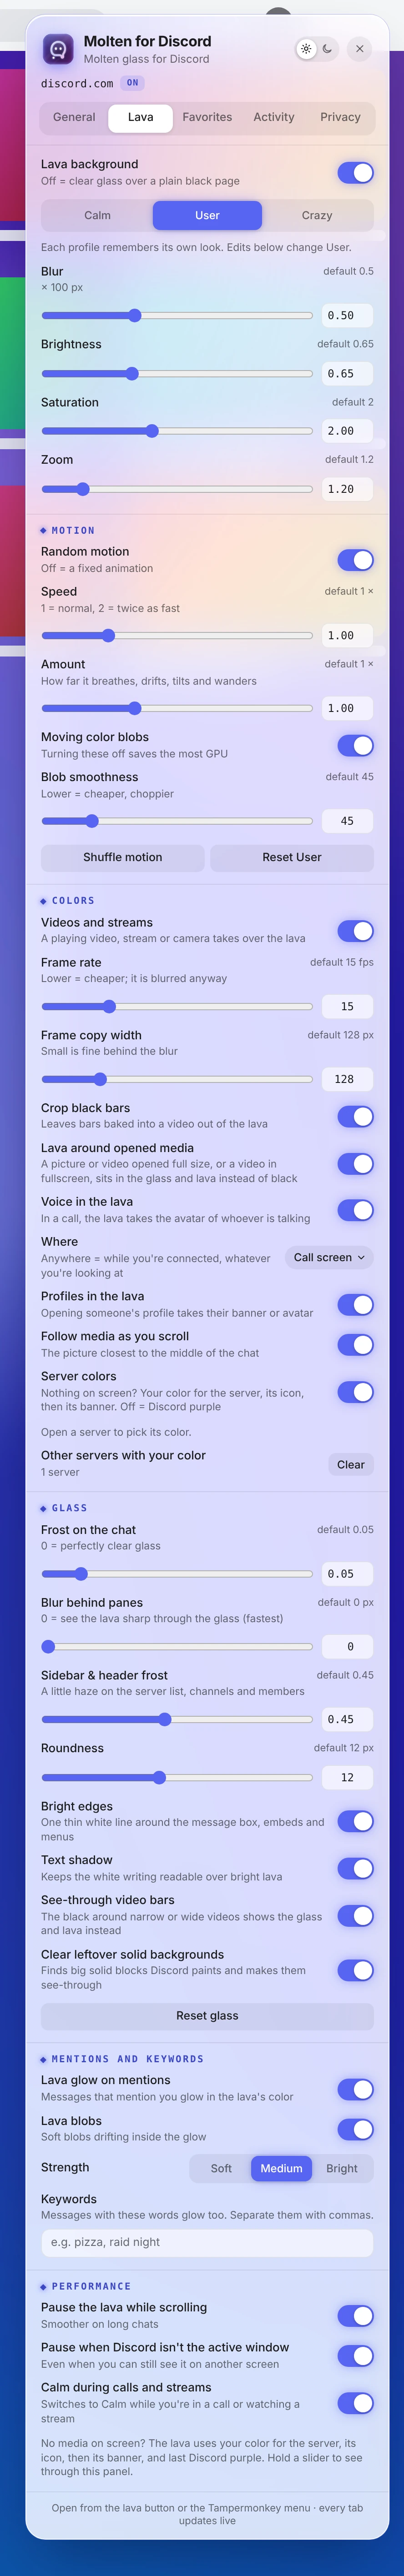 Molten for Discord
Molten glass for Discord
discord.com ON
General Lava Favorites Activity Privacy
Lava background
Off = clear glass over a plain black page
Calm User Crazy
Each profile remembers its own look. Edits below change User.
Blur default 0.5
× 100 px
0.50
Brightness default 0.65
0.65
Saturation default 2
2.00
Zoom default 1.2
1.20
MOTION
Random motion
Off = a fixed animation
Speed default 1 ×
1 = normal, 2 = twice as fast
1.00
Amount default 1 ×
How far it breathes, drifts, tilts and wanders
1.00
Moving color blobs
Turning these off saves the most GPU
Blob smoothness default 45
Lower = cheaper, choppier
45
Shuffle motion Reset User
COLORS
Videos and streams
A playing video, stream or camera takes over the lava
Frame rate default 15 fps
Lower = cheaper; it is blurred anyway
15
Frame copy width default 128 px
Small is fine behind the blur
128
Crop black bars
Leaves bars baked into a video out of the lava
Lava around opened media
A picture or video opened full size, or a video in
fullscreen, sits in the glass and lava instead of black
Voice in the lava
In a call, the lava takes the avatar of whoever is talking
Where
Anywhere = while you're connected, whatever
you're looking at
Call screen
Profiles in the lava
Opening someone's profile takes their banner or avatar
Follow media as you scroll
The picture closest to the middle of the chat
Server colors
Nothing on screen? Your color for the server, its icon,
then its banner. Off = Discord purple
Open a server to pick its color.
Other servers with your color
1 server
Clear
GLASS
Frost on the chat default 0.05
0 = perfectly clear glass
0.05
Blur behind panes default 0 px
0 = see the lava sharp through the glass (fastest)
0
Sidebar & header frost default 0.45
A little haze on the server list, channels and members
0.45
Roundness default 12 px
12
Bright edges
One thin white line around the message box, embeds and
menus
Text shadow
Keeps the white writing readable over bright lava
See-through video bars
The black around narrow or wide videos shows the glass
and lava instead
Clear leftover solid backgrounds
Finds big solid blocks Discord paints and makes them
see-through
Reset glass
MENTIONS AND KEYWORDS
Lava glow on mentions
Messages that mention you glow in the lava's color
Lava blobs
Soft blobs drifting inside the glow
Strength Soft Medium Bright
Keywords
Messages with these words glow too. Separate them with commas.
e.g. pizza, raid night
PERFORMANCE
Pause the lava while scrolling
Smoother on long chats
Pause when Discord isn't the active window
Even when you can still see it on another screen
Calm during calls and streams
Switches to Calm while you're in a call or watching a
stream
No media on screen? The lava uses your color for the server, its
icon, then its banner, and last Discord purple. Hold a slider to see
through this panel.
Open from the lava button or the Tampermonkey menu · every tab
updates live